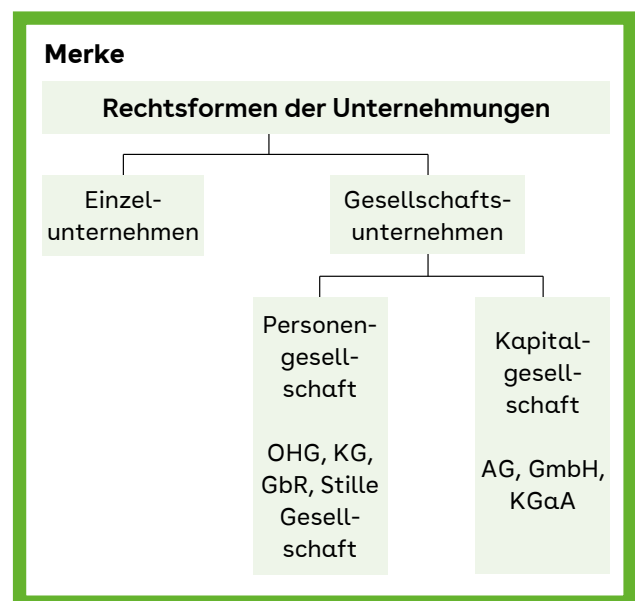 Merke
Rechtsformen der Unternehmungen
Einzel-
unternehmen
Gesellschafts-
unternehmen
Personen-
gesell-
schaft
OHG, KG,
GbR, Stille
Gesell-
schaft
Kapital-
gesell-
schaft
AG, GmbH,
KGaA